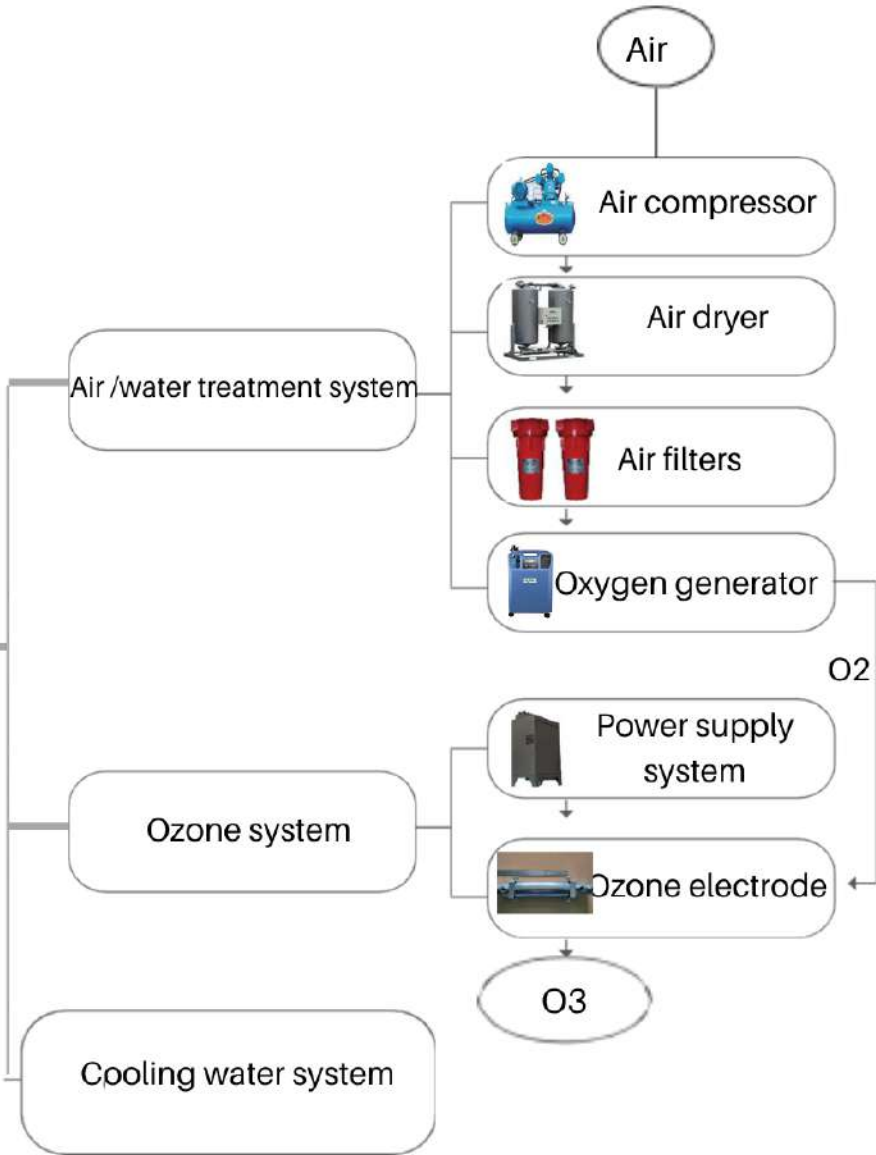 Air
Air compressor
Air dryer
Air /water treatment system
Air filters
Oxygen generator
O2
Power supply
system
Ozone system
Ozone electrode
O3
Cooling water system